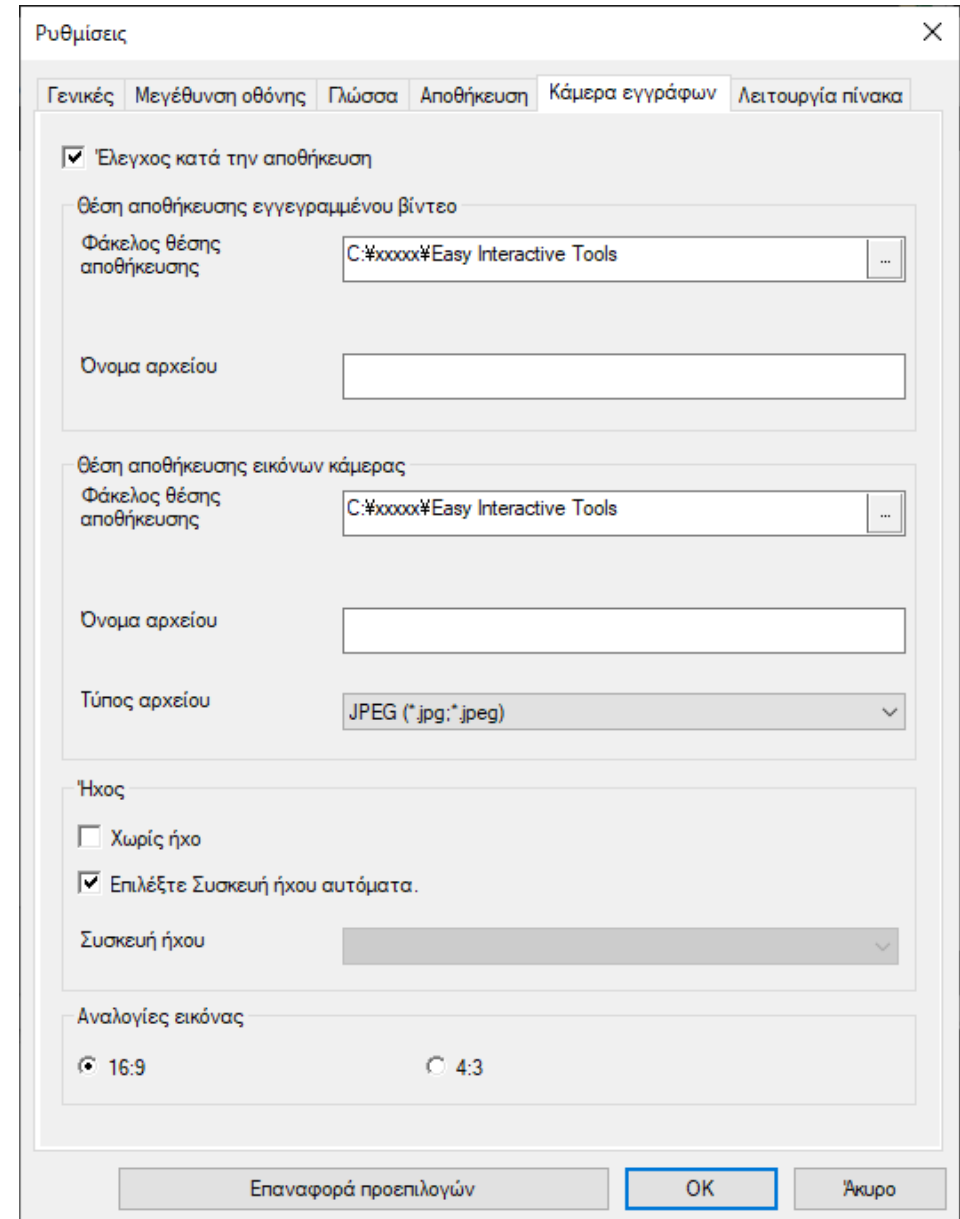 Ρυθμίσεις
Γενικές Μεγέθυνση οθόνης Γλώσσα Αποθήκευση Κάμερα εγγράφων Λειτουργία πίνακα
Έλεγχος κατά την αποθήκευση
Θέση αποθήκευσης εγγεγραμμένου βίντεο
Φάκελος θέσης
αποθήκευσης
C:¥xxxxx¥Easy Interactive Tools
...
Όνομα αρχείου
Θέση αποθήκευσης εικόνων κάμερας
Φάκελος θέσης
αποθήκευσης
C:¥xxxxx¥Easy Interactive Tools
...
Όνομα αρχείου
Τύπος αρχείου
JPEG (*.jpg;*.jpeg)
Ήχος
Χωρίς ήχο
Επιλέξτε Συσκευή ήχου αυτόματα.
Συσκευή ήχου
Αναλογίες εικόνας
16:9 4:3
Επαναφορά προεπιλογών OK Άκυρο